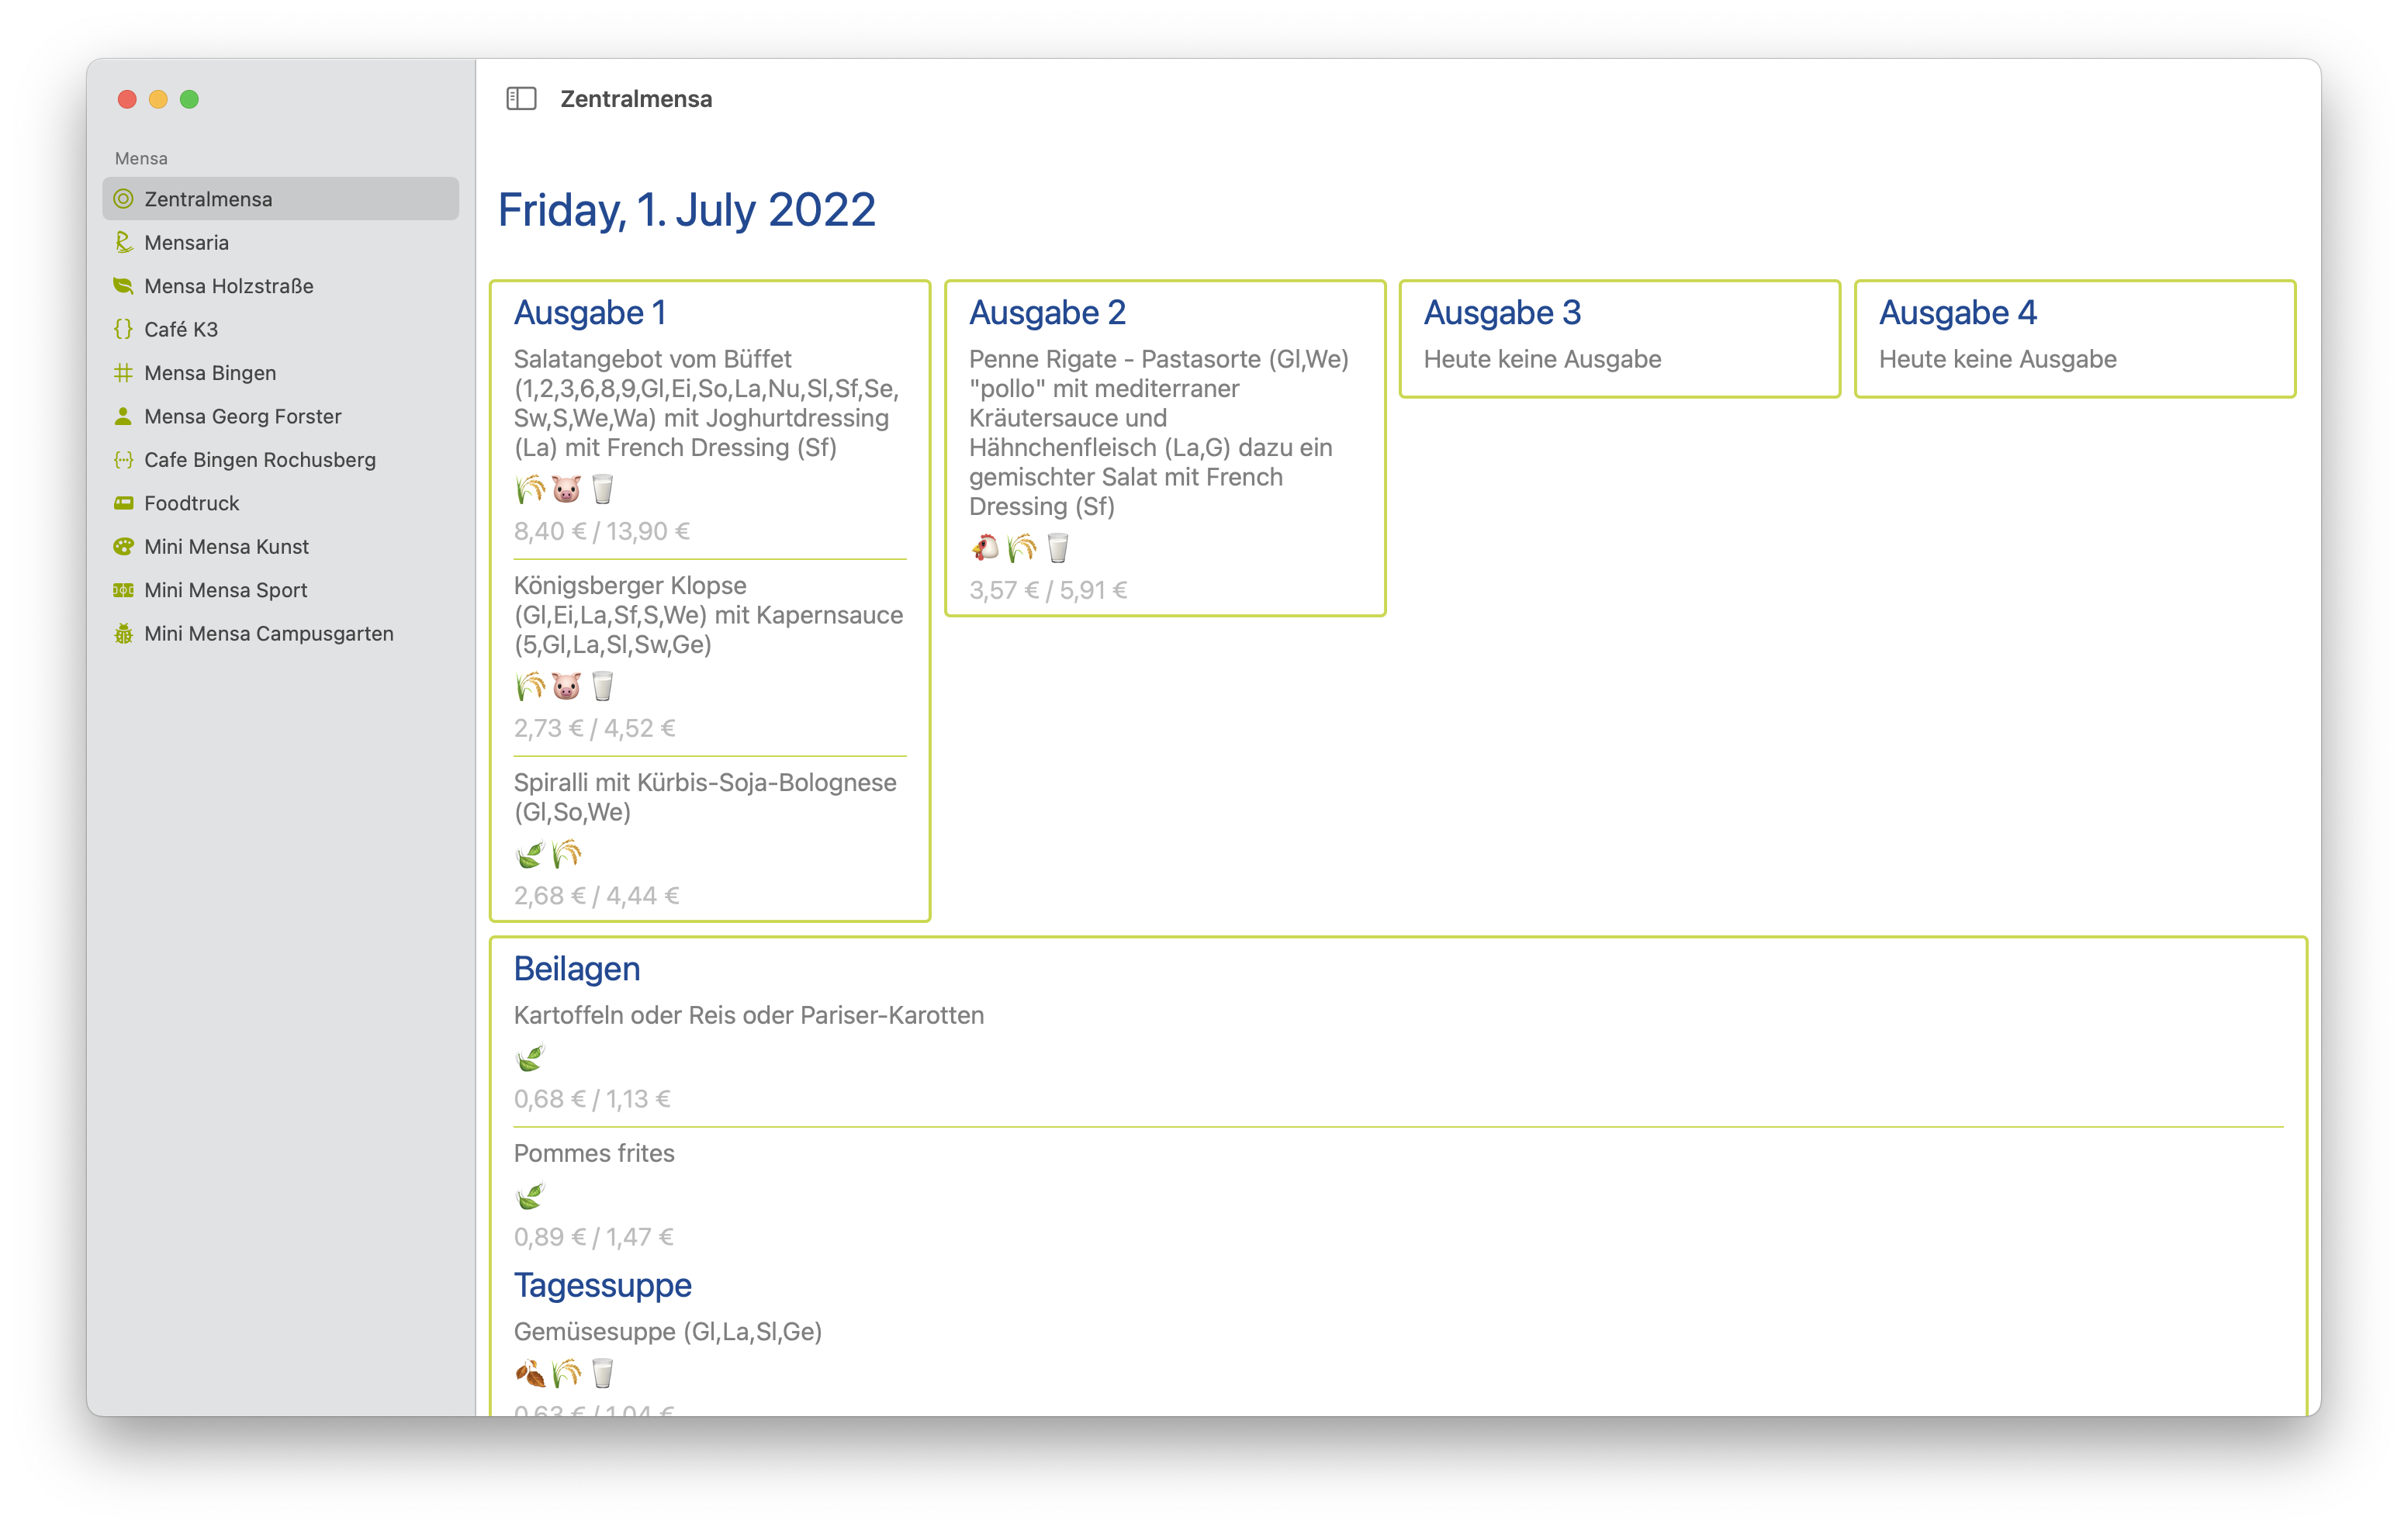 Zentralmensa
Mensa
Zentralmensa
Mensaria
Mensa Holzstraße
Café K3
Mensa Bingen
Mensa Georg Forster
Cafe Bingen Rochusberg
Foodtruck
Mini Mensa Kunst
Mini Mensa Sport
Mini Mensa Campusgarten
Friday, 1. July 2022
Ausgabe 1
Salatangebot vom Büffet
(1,2,3,6,8,9,Gl,Ei,So,La,Nu,Sl,Sf,Se,
Sw,S,We,Wa) mit Joghurtdressing
(La) mit French Dressing (Sf)
8,40 € / 13,90 €
Königsberger Klopse
(Gl,Ei,La,Sf,S,We) mit Kapernsauce
(5,Gl,La,Sl,Sw,Ge)
2,73 € / 4,52 €
Spiralli mit Kürbis-Soja-Bolognese
(Gl,So,We)
2,68 € / 4,44 €
Ausgabe 2
Penne Rigate - Pastasorte (Gl,We)
"pollo" mit mediterraner
Kräutersauce und
Hähnchenfleisch (La,G) dazu ein
gemischter Salat mit French
Dressing (Sf)
3,57 € / 5,91 €
Ausgabe 3
Heute keine Ausgabe
Ausgabe 4
Heute keine Ausgabe
Beilagen
Kartoffeln oder Reis oder Pariser-Karotten
0,68 € / 1,13 €
Pommes frites
0,89 € / 1,47 €
Tagessuppe
Gemüsesuppe (Gl,La,Sl,Ge)
0,63 € / 1,04 €